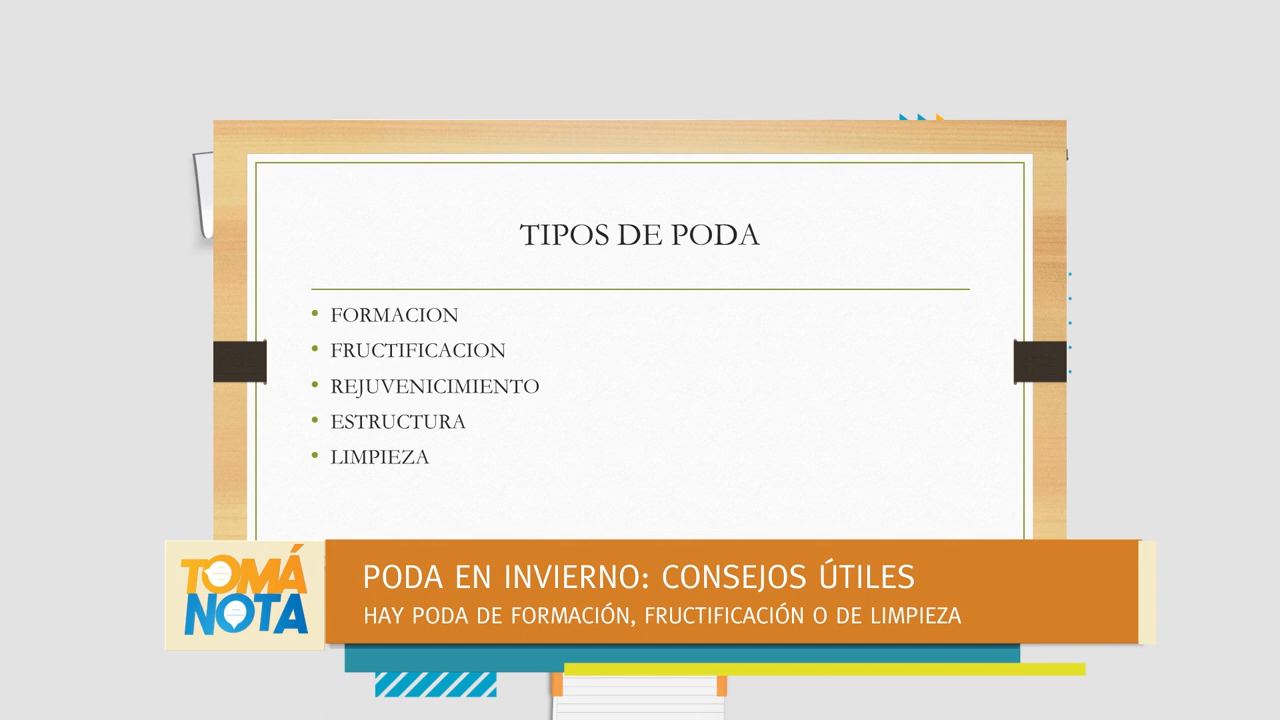 TIPOS DE PODA
FORMACION
FRUCTIFICACION
REJUVENICIMIENTO
ESTRUCTURA
LIMPIEZA
TOMÁ
NOTA
PODA EN INVIERNO: CONSEJOS ÚTILES
HAY PODA DE FORMACIÓN, FRUCTIFICACIÓN O DE LIMPIEZA